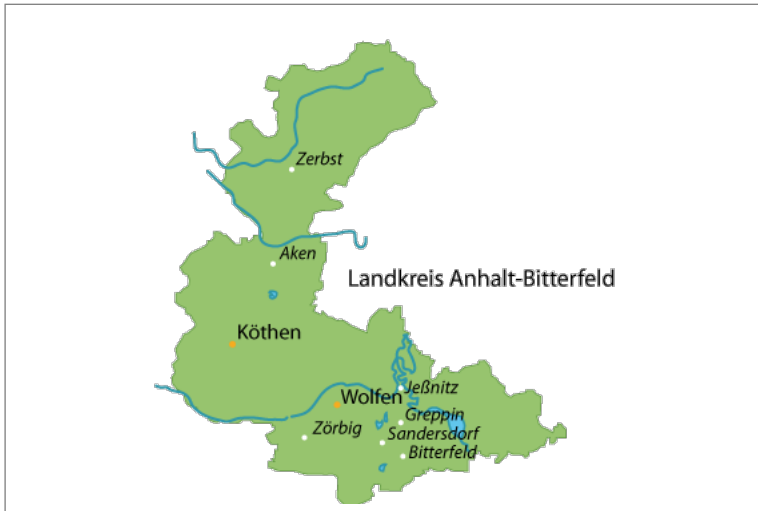 Zerbst
Aken
Landkreis Anhalt-Bitterfeld
Köthen
Jeßnitz
Wolfen
Greppin
Zörbig
Sandersdorf
Bitterfeld